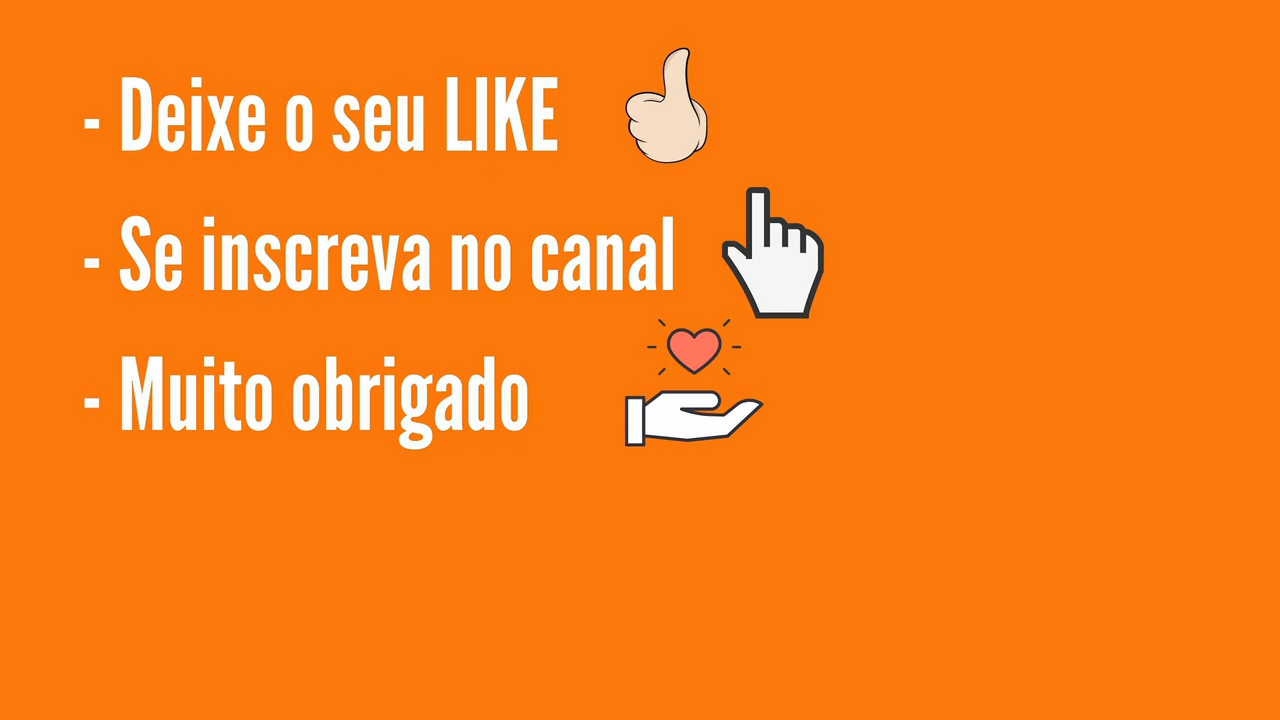 - Deixe o seu LIKE
- Se inscreva no canal
- Muito obrigado